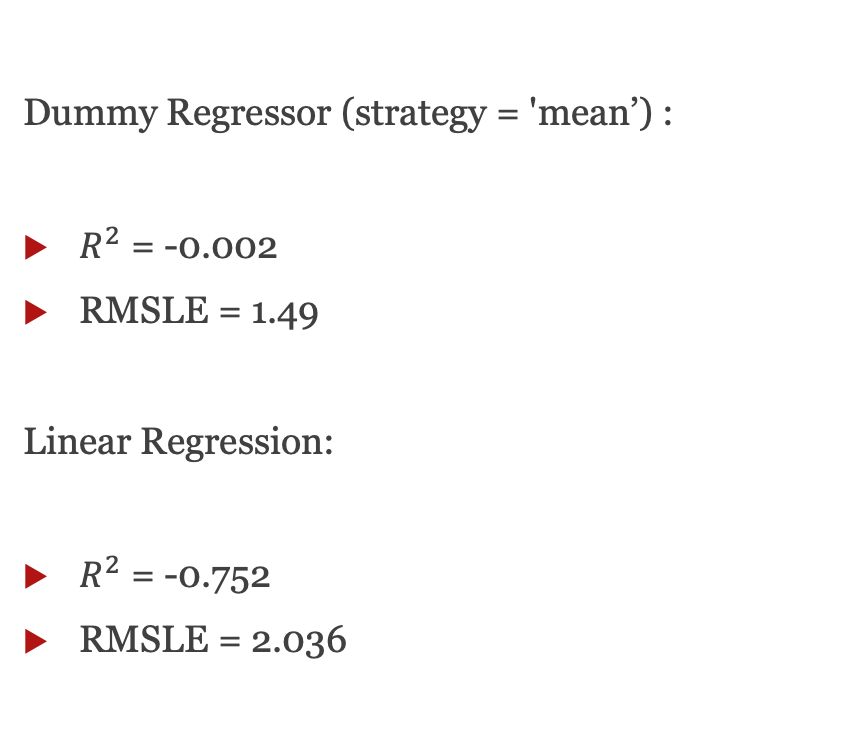 Dummy Regressor (strategy = 'mean’) :
▶ R² = -0.002
▶ RMSLE = 1.49
Linear Regression:
▶ R² = -0.752
▶ RMSLE = 2.036